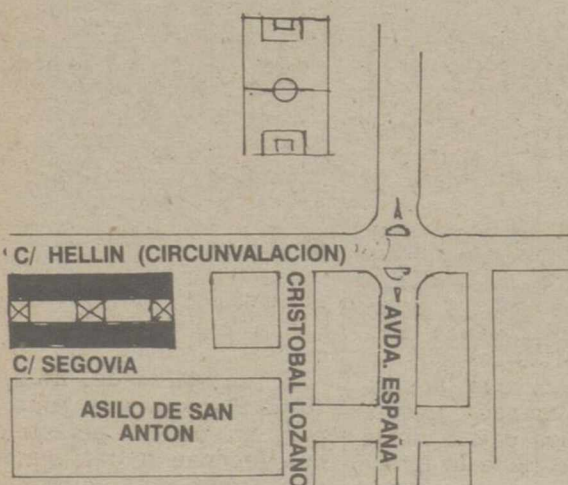 C/ HELLIN (CIRCUNVALACION)
C/ SEGOVIA
ASILO DE SAN
ANTON
CRISTOBAL LOZANO
AVDA. ESPAÑA